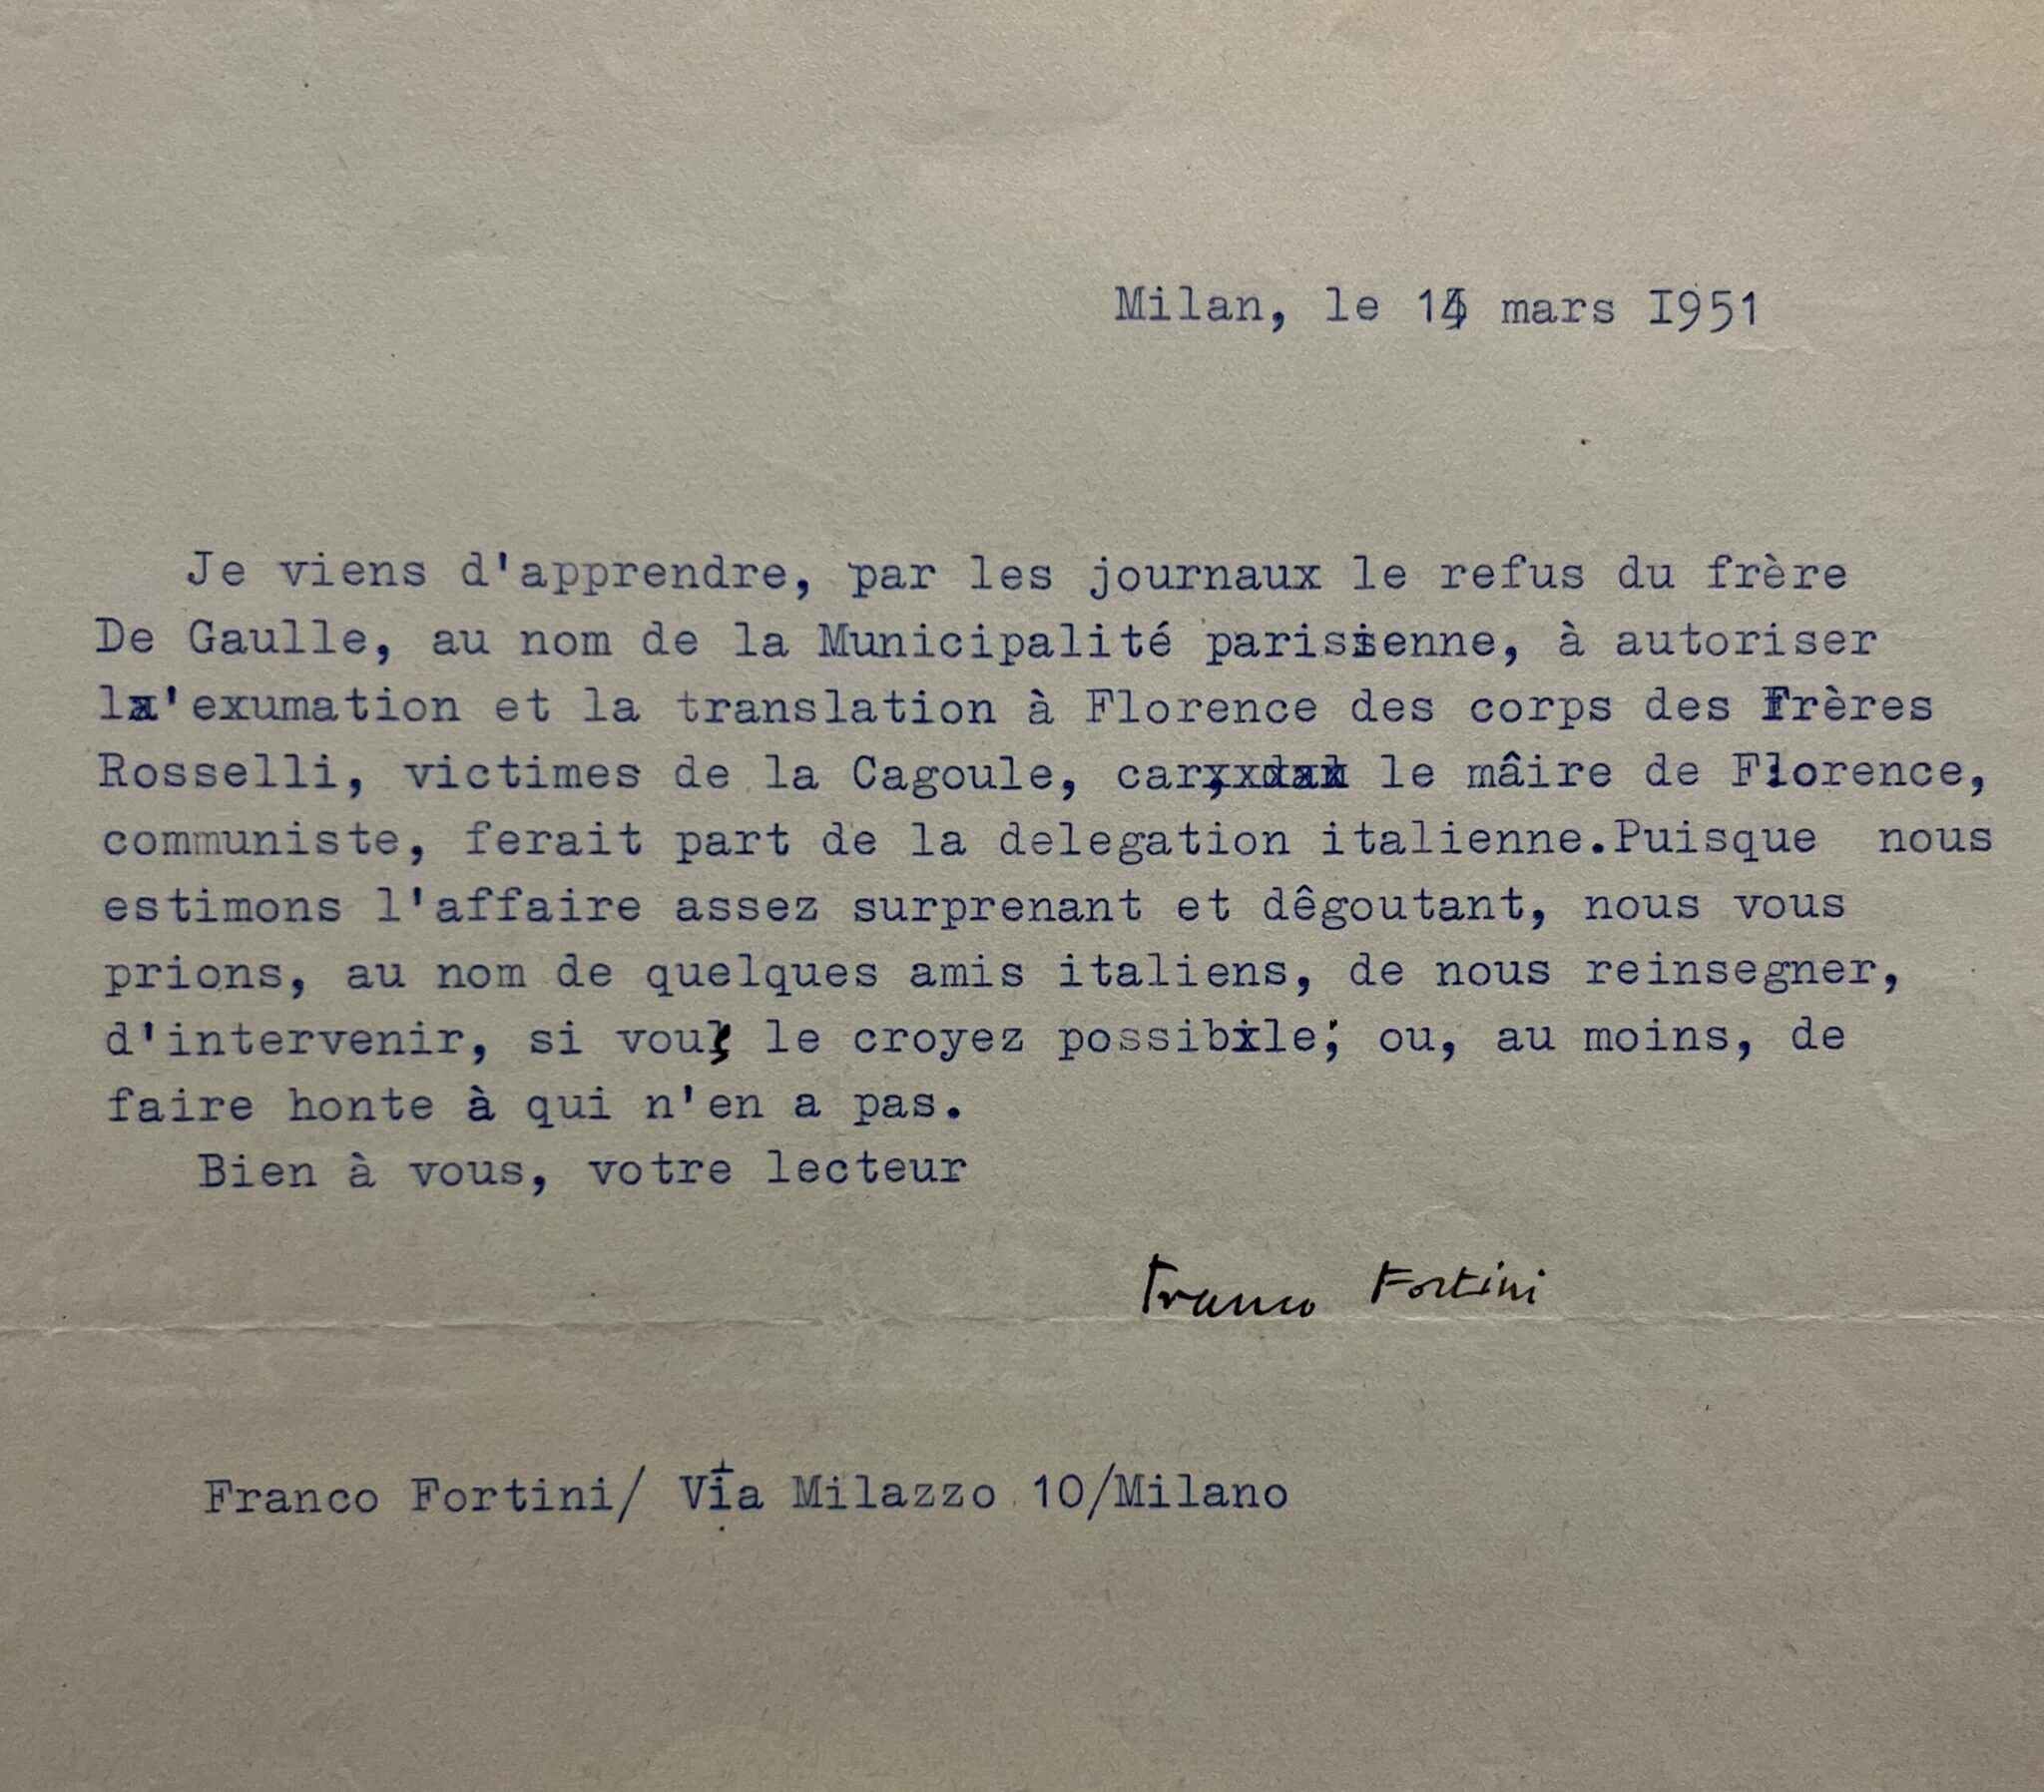 Milan, le 14 mars I951
Je viens d'apprendre, par les journaux le refus du frère
De Gaulle, au nom de la Municipalité parisienne, à autoriser
l'exumation et la translation à Florence des corps des Frères
Rosselli, victimes de la Cagoule, car le mâire de Florence,
communiste, ferait part de la delegation italienne.Puisque nous
estimons l'affaire assez surprenant et dêgoutant, nous vous
prions, au nom de quelques amis italiens, de nous reinsegner,
d'intervenir, si vous le croyez possible; ou, au moins, de
faire honte à qui n'en a pas.
Bien à vous, votre lecteur
Franco Fortini
Franco Fortini/ Via Milazzo 10/Milano